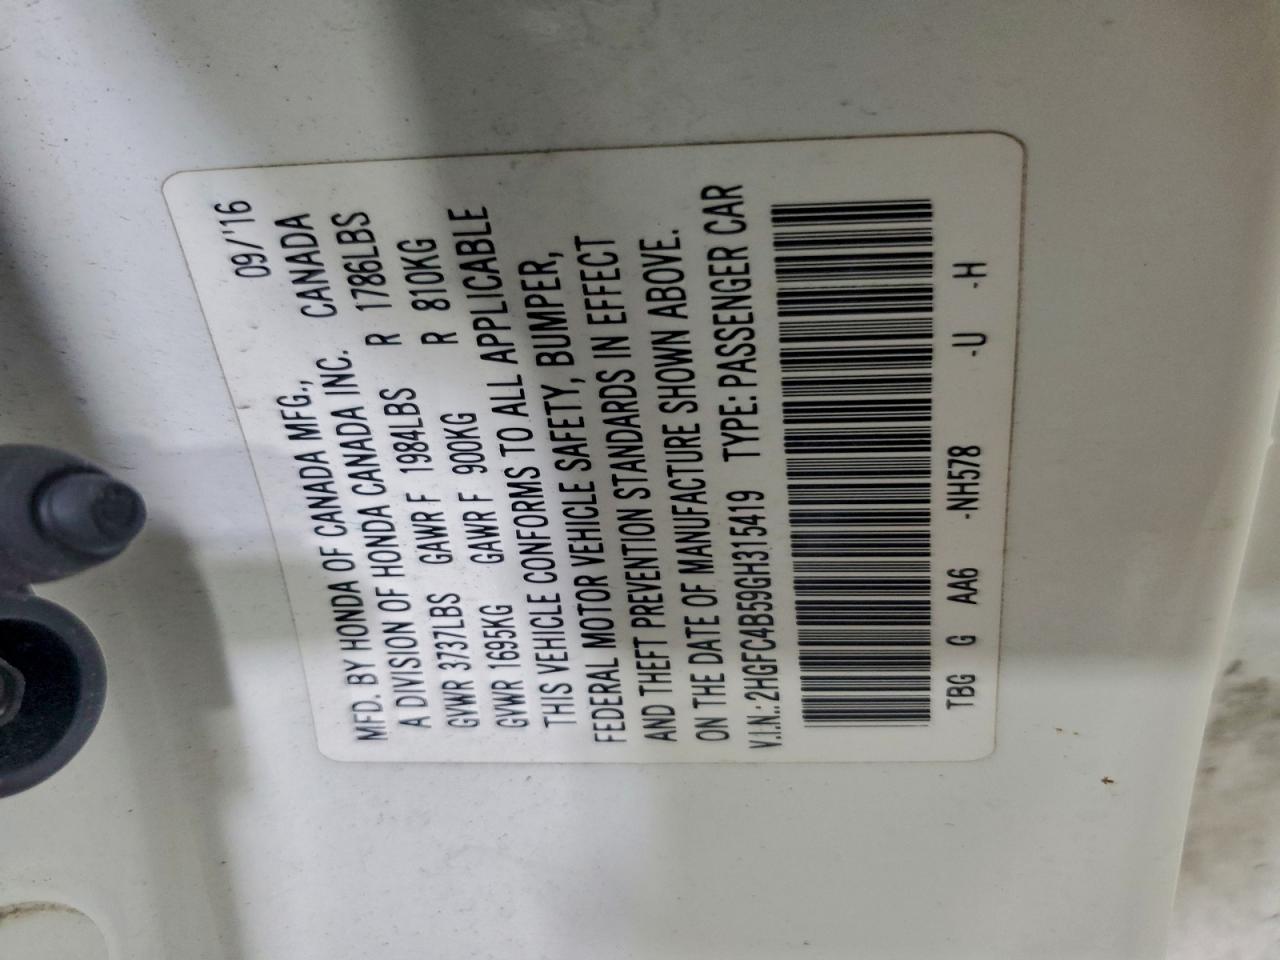 09/'16
MFD. BY HONDA OF CANADA MFG.,
A DIVISION OF HONDA CANADA INC. CANADA
GVWR 3737LBS GAWR F 1984LBS R 1786LBS
GVWR 1695KG GAWR F 900KG R 810KG
THIS VEHICLE CONFORMS TO ALL APPLICABLE
FEDERAL MOTOR VEHICLE SAFETY, BUMPER,
AND THEFT PREVENTION STANDARDS IN EFFECT
ON THE DATE OF MANUFACTURE SHOWN ABOVE.
V.I.N.: 2HGFC4B59GH315419 TYPE: PASSENGER CAR
TBG G AA6 -NH578 -U -H